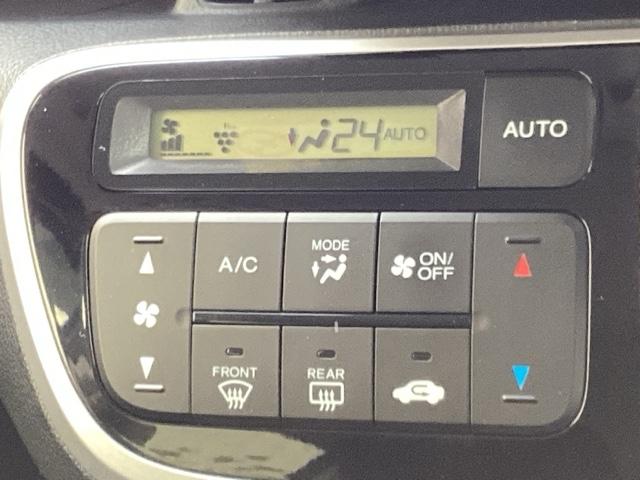 24 AUTO
AUTO
A/C
MODE
ON/
OFF
FRONT
REAR